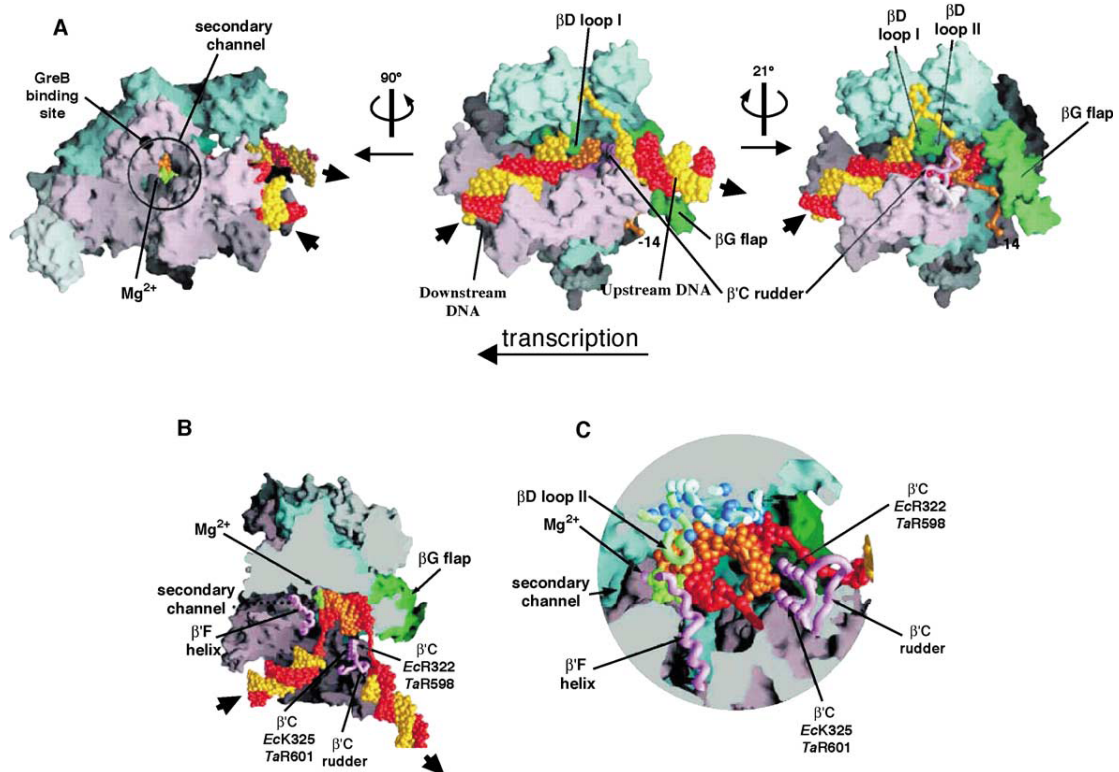 A
secondary
channel
GreB
binding
site
Mg²⁺
90°
βD loop I
-14
βG flap
Downstream
DNA
Upstream DNA
β'C rudder
21°
βD
loop I
βD
loop II
βG flap
-14
transcription
B
Mg²⁺
secondary
channel
β'F
helix
βG flap
β'C
EcR322
TaR598
β'C
EcK325
TaR601
β'C
rudder
C
βD loop II
Mg²⁺
secondary
channel
β'F
helix
β'C
EcR322
TaR598
β'C
rudder
β'C
EcK325
TaR601